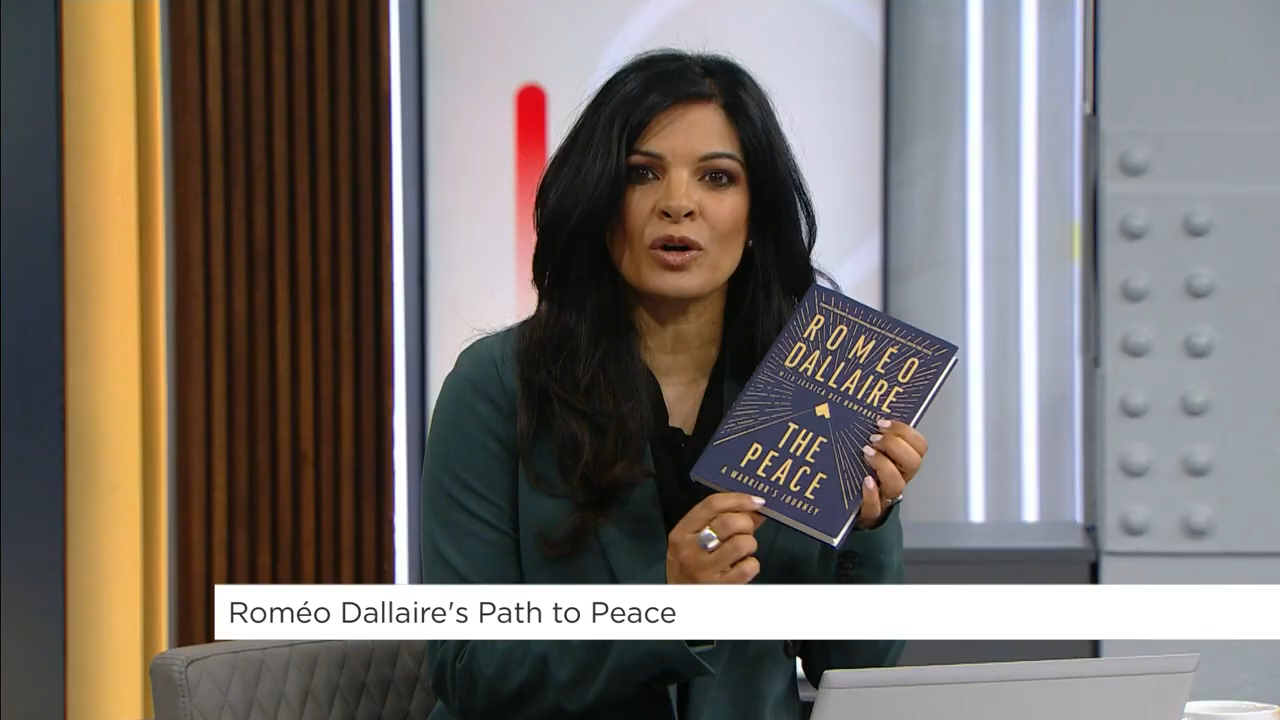 ROMÉO
DALLAIRE
WITH JESSICA DEE HUMPHREYS
THE
PEACE
A WARRIOR'S JOURNEY
Roméo Dallaire's Path to Peace